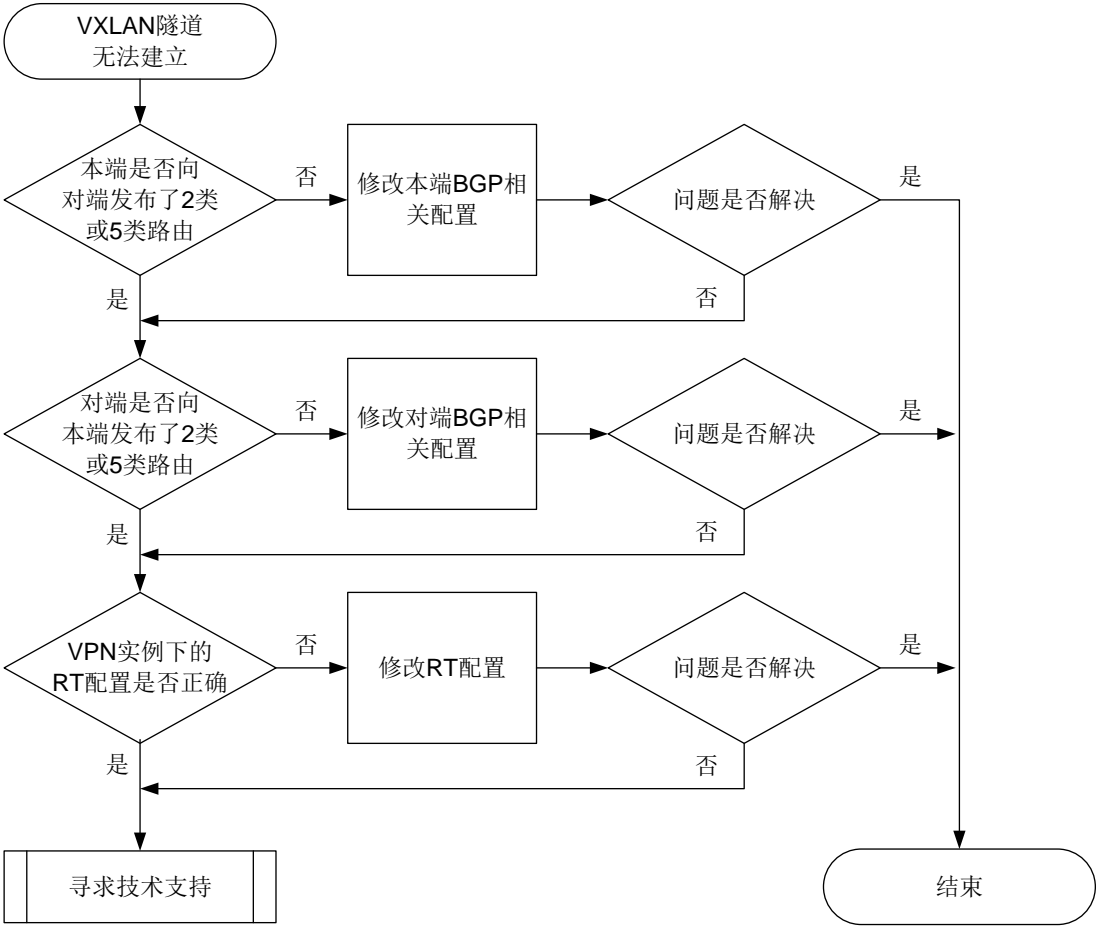 VXLAN隧道
无法建立
本端是否向
对端发布了2类
或5类路由
否
修改本端BGP相
关配置
问题是否解决
是
是
否
对端是否向
本端发布了2类
或5类路由
否
修改对端BGP相
关配置
问题是否解决
是
是
否
VPN实例下的
RT配置是否正确
否
修改RT配置
问题是否解决
是
是
否
寻求技术支持
结束